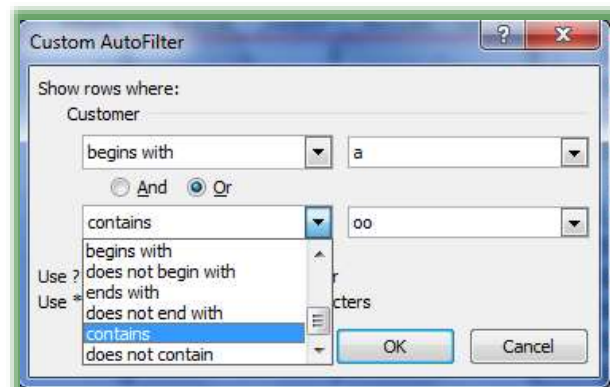 Custom AutoFilter
?
Show rows where:
Customer
begins with
a
And
Or
contains
oo
begins with
does not begin with
ends with
does not end with
contains
does not contain
Use ?
r
Use *
cters
OK
Cancel